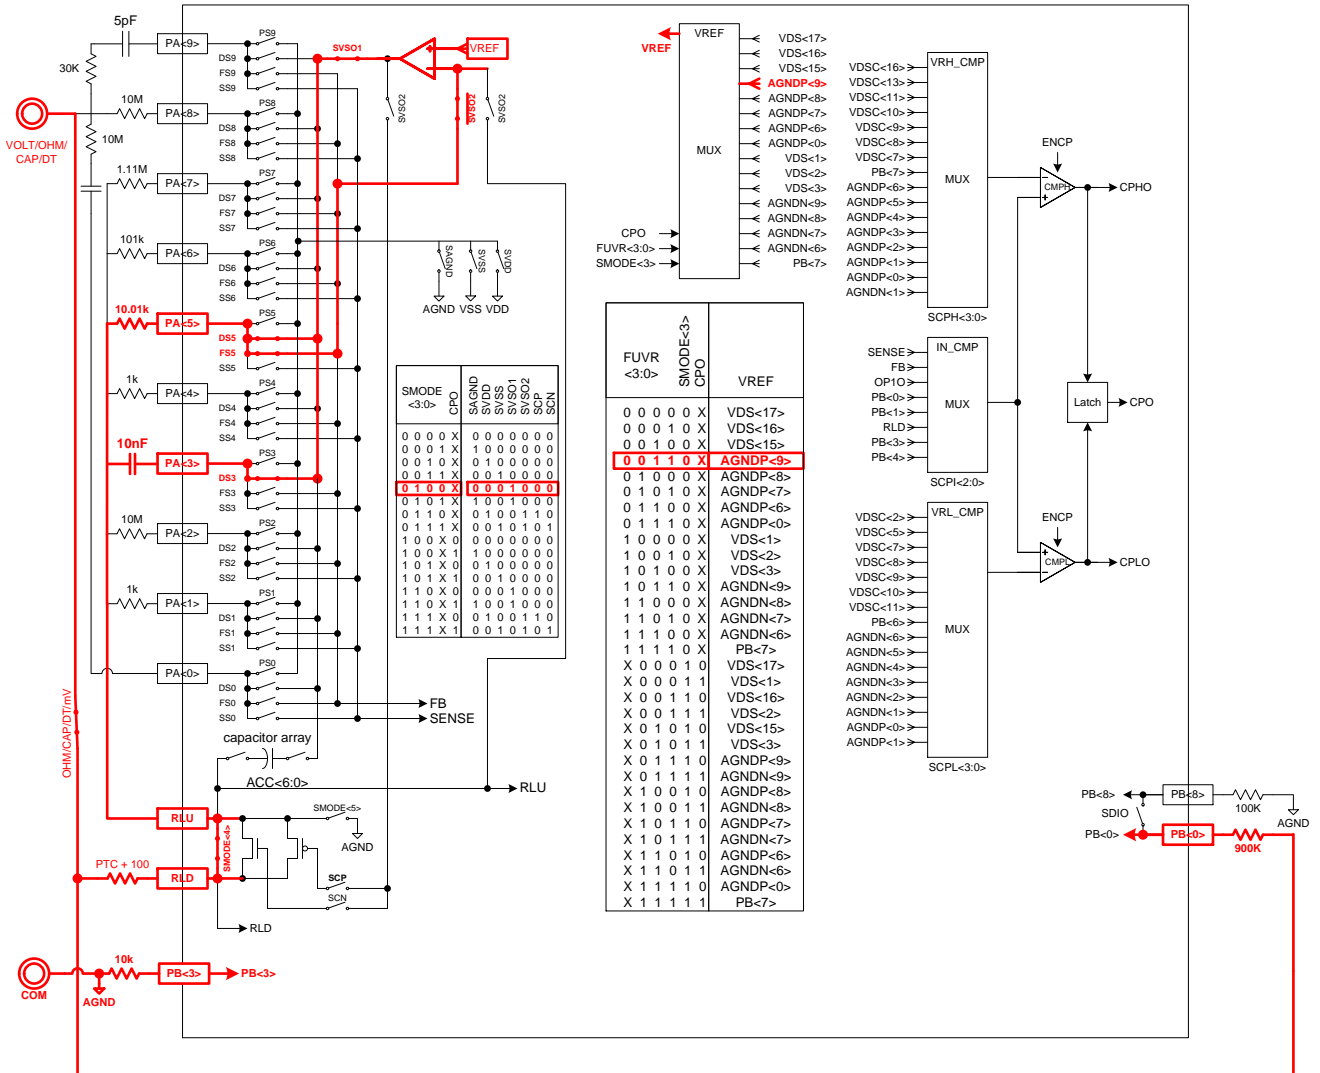 5pF
30K
10M
10M
1.11M
101k
10.01k
1k
10nF
10M
1k
VOLT/OHM/
CAP/DT
OHM/CAP/DT/mV
PTC + 100
10k
COM
AGND
PA<9>
PS9
DS9
FS9
SS9
PA<8>
PS8
DS8
FS8
SS8
PA<7>
PS7
DS7
FS7
SS7
PA<6>
PS6
DS6
FS6
SS6
PA<5>
PS5
DS5
FS5
SS5
PA<4>
PS4
DS4
FS4
SS4
PA<3>
PS3
DS3
FS3
SS3
PA<2>
PS2
DS2
FS2
SS2
PA<1>
PS1
DS1
FS1
SS1
PA<0>
PS0
DS0
FS0
SS0
FB
SENSE
capacitor array
ACC<6:0>
RLU
RLU
SMODE<5>
AGND
SMODE<4>
RLD
SCP
SCN
RLD
PB<3>
PB<3>
SVSO1
VREF
SVSO2
SVSO2
SVSO2
SAGND
SVSS
SVDD
AGND VSS VDD
SMODE <3:0> CPO SAGND SVDD SVSS SVSO1 SVSO2 SCP SCN
0 0 0 0 X 0 0 0 0 0 0 0
0 0 0 1 X 1 0 0 0 0 0 0
0 0 1 0 X 0 1 0 0 0 0 0
0 0 1 1 X 0 0 1 0 0 0 0
0 1 0 0 X 0 0 0 1 0 0 0
0 1 0 1 X 1 0 0 1 0 0 0
0 1 1 0 X 0 1 0 0 1 1 0
0 1 1 1 X 0 0 1 0 1 0 1
1 0 0 X 0 0 0 0 0 0 0 0
1 0 0 X 1 1 0 0 0 0 0 0
1 0 1 X 0 0 1 0 0 0 0 0
1 0 1 X 1 0 0 1 0 0 0 0
1 1 0 X 0 0 0 0 1 0 0 0
1 1 0 X 1 1 0 0 1 0 0 0
1 1 1 X 0 0 1 0 0 1 1 0
1 1 1 X 1 0 0 1 0 1 0 1
VREF
VREF
MUX
VDS<17>
VDS<16>
VDS<15>
AGNDP<9>
AGNDP<8>
AGNDP<7>
AGNDP<6>
AGNDP<0>
VDS<1>
VDS<2>
VDS<3>
AGNDN<9>
AGNDN<8>
AGNDN<7>
AGNDN<6>
PB<7>
CPO
FUVR<3:0>
SMODE<3>
FUVR <3:0> SMODE<3> CPO VREF
0 0 0 0 0 X VDS<17>
0 0 0 1 0 X VDS<16>
0 0 1 0 0 X VDS<15>
0 0 1 1 0 X AGNDP<9>
0 1 0 0 0 X AGNDP<8>
0 1 0 1 0 X AGNDP<7>
0 1 1 0 0 X AGNDP<6>
0 1 1 1 0 X AGNDP<0>
1 0 0 0 0 X VDS<1>
1 0 0 1 0 X VDS<2>
1 0 1 0 0 X VDS<3>
1 0 1 1 0 X AGNDN<9>
1 1 0 0 0 X AGNDN<8>
1 1 0 1 0 X AGNDN<7>
1 1 1 0 0 X AGNDN<6>
1 1 1 1 0 X PB<7>
X 0 0 0 1 0 VDS<17>
X 0 0 0 1 1 VDS<1>
X 0 0 1 1 0 VDS<16>
X 0 0 1 1 1 VDS<2>
X 0 1 0 1 0 VDS<15>
X 0 1 0 1 1 VDS<3>
X 0 1 1 1 0 AGNDP<9>
X 0 1 1 1 1 AGNDN<9>
X 1 0 0 1 0 AGNDP<8>
X 1 0 0 1 1 AGNDN<8>
X 1 0 1 1 0 AGNDP<7>
X 1 0 1 1 1 AGNDN<7>
X 1 1 0 1 0 AGNDP<6>
X 1 1 0 1 1 AGNDN<6>
X 1 1 1 1 0 AGNDP<0>
X 1 1 1 1 1 PB<7>
VRH_CMP
MUX
VDSC<16>
VDSC<13>
VDSC<11>
VDSC<10>
VDSC<9>
VDSC<8>
VDSC<7>
PB<7>
AGNDP<6>
AGNDP<5>
AGNDP<4>
AGNDP<3>
AGNDP<2>
AGNDP<1>
AGNDP<0>
AGNDN<1>
SCPH<3:0>
IN_CMP
MUX
SENSE
FB
OP1O
PB<0>
PB<1>
RLD
PB<3>
PB<4>
SCPI<2:0>
VRL_CMP
MUX
VDSC<2>
VDSC<5>
VDSC<7>
VDSC<8>
VDSC<9>
VDSC<10>
VDSC<11>
PB<6>
AGNDN<6>
AGNDN<5>
AGNDN<4>
AGNDN<3>
AGNDN<2>
AGNDN<1>
AGNDP<0>
AGNDP<1>
SCPL<3:0>
ENCP
CMPH
CPHO
Latch
CPO
ENCP
CMPL
CPLO
PB<8>
PB<8>
100K
AGND
SDIO
PB<0>
PB<0>
900K